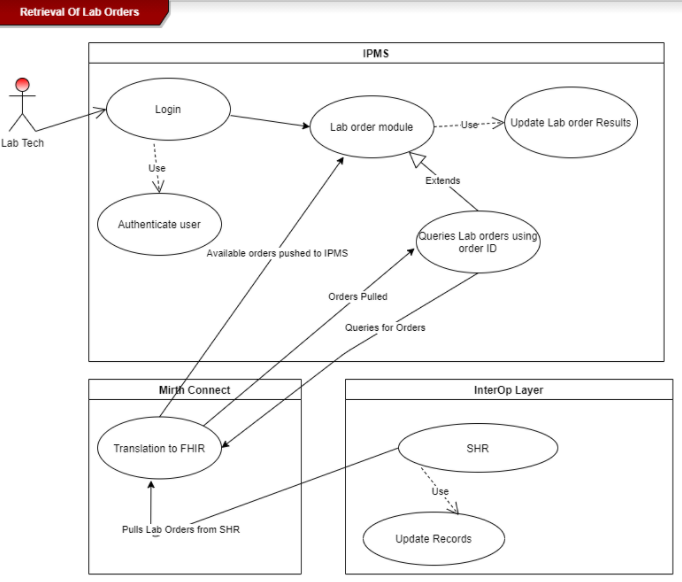 Retrieval Of Lab Orders
IPMS
Login
Lab Tech
Lab order module
Use
Update Lab order Results
Use
Extends
Authenticate user
Queries Lab orders using
order ID
Available orders pushed to IPMS
Orders Pulled
Queries for Orders
Mirth Connect
InterOp Layer
Translation to FHIR
SHR
Use
Pulls Lab Orders from SHR
Update Records